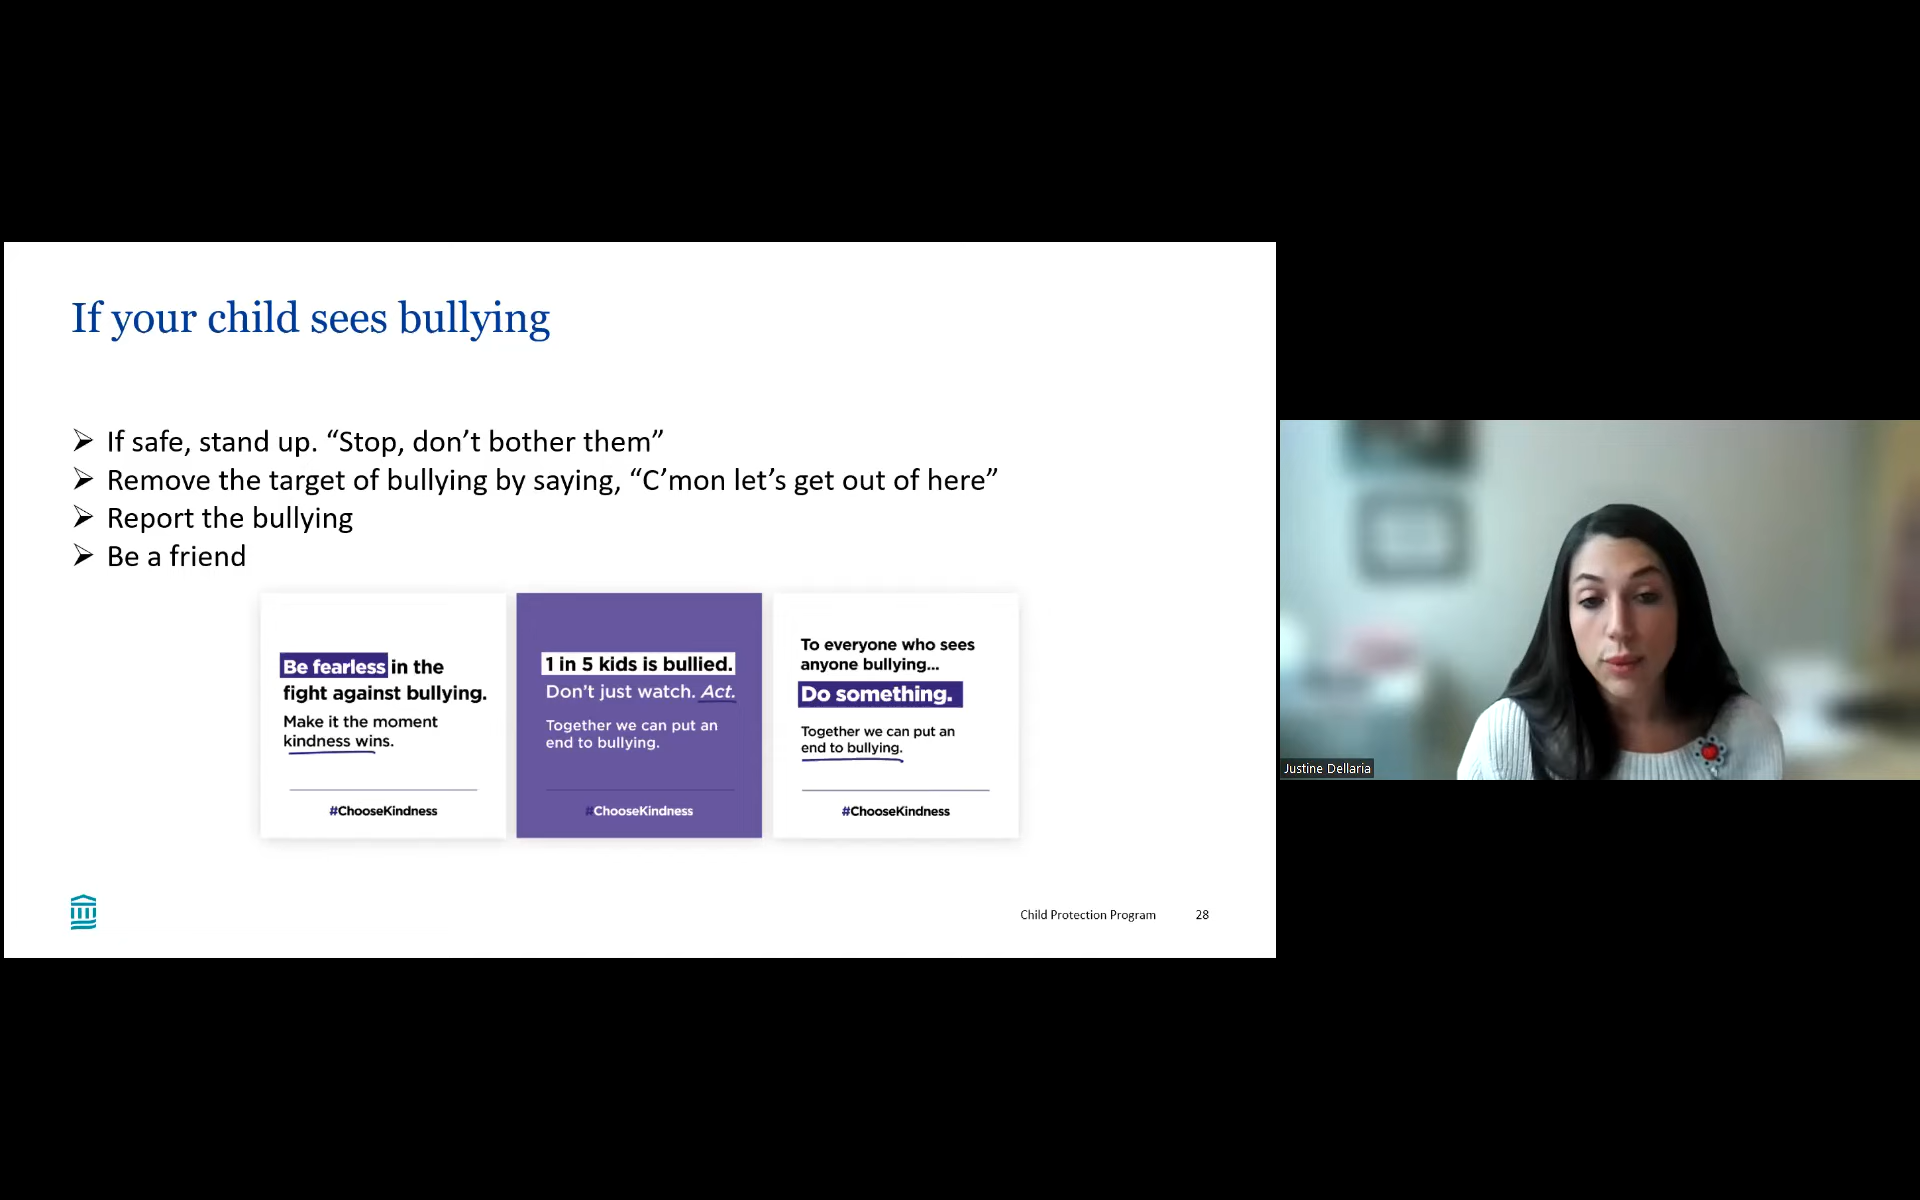 If your child sees bullying
➢ If safe, stand up. “Stop, don’t bother them”
➢ Remove the target of bullying by saying, “C’mon let’s get out of here”
➢ Report the bullying
➢ Be a friend
Be fearless in the
fight against bullying.
Make it the moment
kindness wins.
#ChooseKindness
1 in 5 kids is bullied.
Don’t just watch. Act.
Together we can put an
end to bullying.
#ChooseKindness
To everyone who sees
anyone bullying...
Do something.
Together we can put an
end to bullying.
#ChooseKindness
Child Protection Program 28
Justine Dellaria